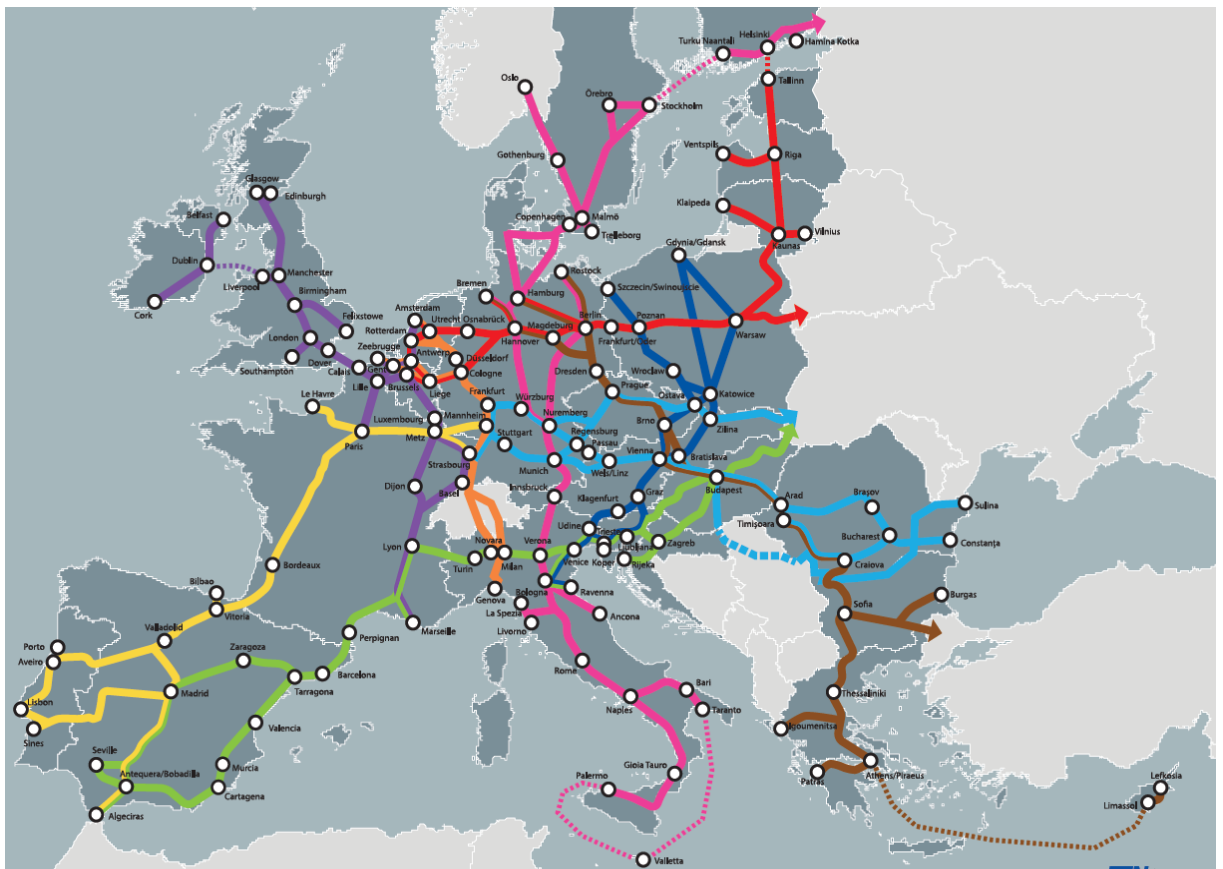 Turku Naantali
Helsinki
Hamina Kotka
Oslo
Örebro
Stockholm
Tallinn
Ventspils
Riga
Gothenburg
Glasgow
Edinburgh
Klaipeda
Belfast
Copenhagen
Malmö
Trelleborg
Kaunas
Vilnius
Gdynia/Gdansk
Dublin
Liverpool
Manchester
Rostock
Szczecin/Swinoujscie
Cork
Birmingham
Bremen
Hamburg
Amsterdam
Felixstowe
Utrecht
Osnabrück
Berlin
Poznan
Rotterdam
Magdeburg
London
Zeebrugge
Antwerp
Hannover
Frankfurt/Oder
Warsaw
Southampton
Dover
Calais
Gent
Düsseldorf
Cologne
Dresden
Wroclaw
Lille
Brussels
Liege
Frankfurt
Prague
Katowice
Le Havre
Würzburg
Ostava
Luxembourg
Mannheim
Nuremberg
Brno
Zilina
Paris
Metz
Stuttgart
Regensburg
Passau
Strasbourg
Munich
Wels/Linz
Vienna
Bratislava
Dijon
Basel
Innsbruck
Klagenfurt
Graz
Budapest
Arad
Braşov
Sulina
Udine
Timişoara
Lyon
Novara
Verona
Trieste
Ljubljana
Zagreb
Bucharest
Constanţa
Turin
Milan
Venice
Koper
Rijeka
Craiova
Bordeaux
Bilbao
Genova
Bologna
Ravenna
Vitoria
La Spezia
Ancona
Sofia
Burgas
Marseille
Livorno
Valladolid
Perpignan
Porto
Aveiro
Zaragoza
Rome
Barcelona
Madrid
Tarragona
Bari
Thessaliniki
Lisbon
Naples
Taranto
Sines
Valencia
Igoumenitsa
Seville
Murcia
Gioia Tauro
Athens/Piraeus
Antequera/Bobadilla
Palermo
Patras
Lefkosia
Cartagena
Limassol
Algeciras
Valletta